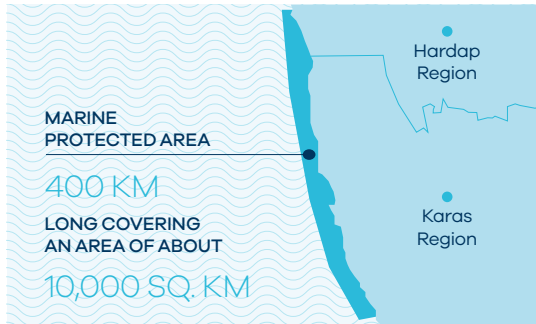 Hardap
Region
MARINE
PROTECTED AREA
400 KM
LONG COVERING
AN AREA OF ABOUT
10,000 SQ. KM
Karas
Region